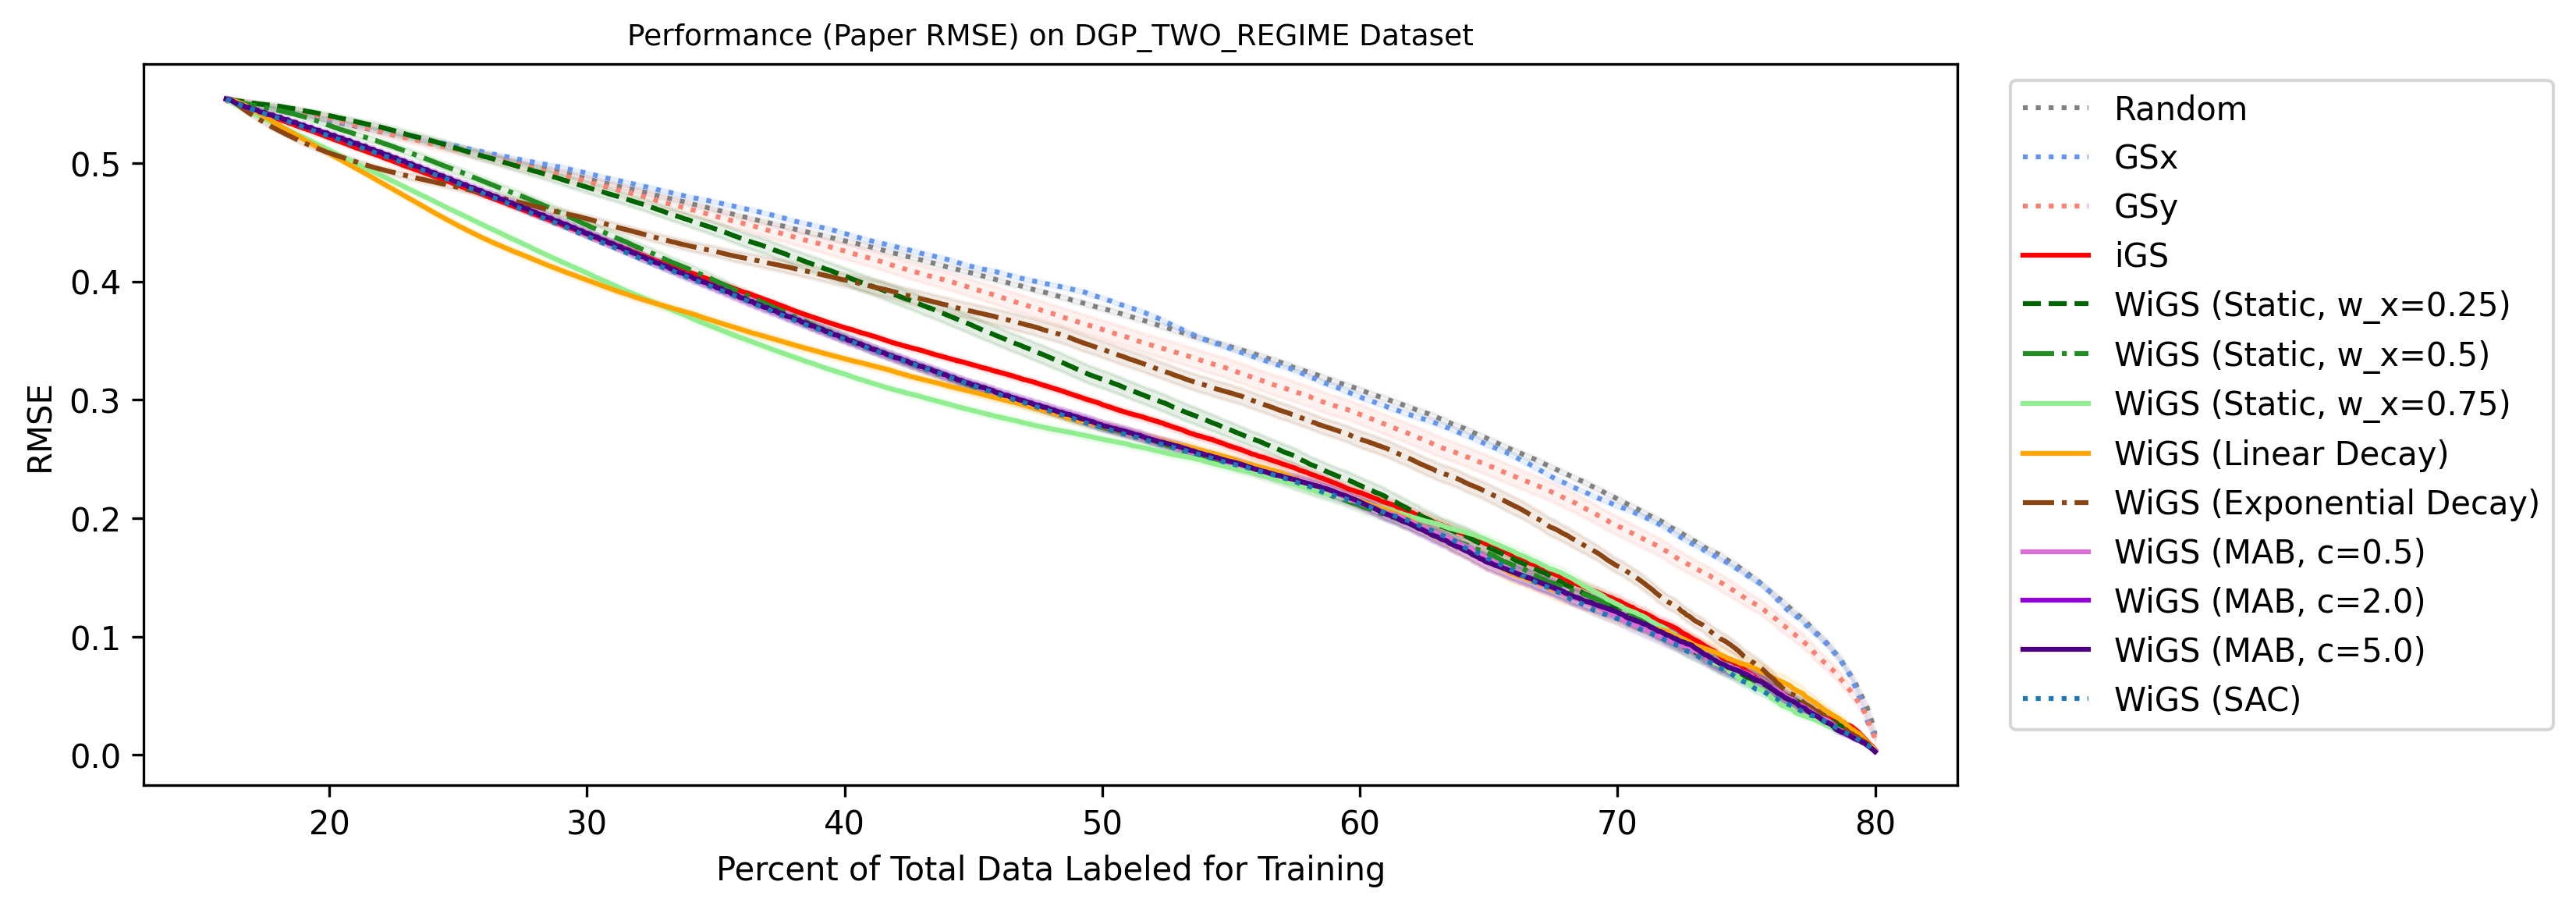 Performance (Paper RMSE) on DGP_TWO_REGIME Dataset
RMSE
0.5
0.4
0.3
0.2
0.1
0.0
20 30 40 50 60 70 80
Percent of Total Data Labeled for Training
Random
GSx
GSy
iGS
WiGS (Static, w_x=0.25)
WiGS (Static, w_x=0.5)
WiGS (Static, w_x=0.75)
WiGS (Linear Decay)
WiGS (Exponential Decay)
WiGS (MAB, c=0.5)
WiGS (MAB, c=2.0)
WiGS (MAB, c=5.0)
WiGS (SAC)